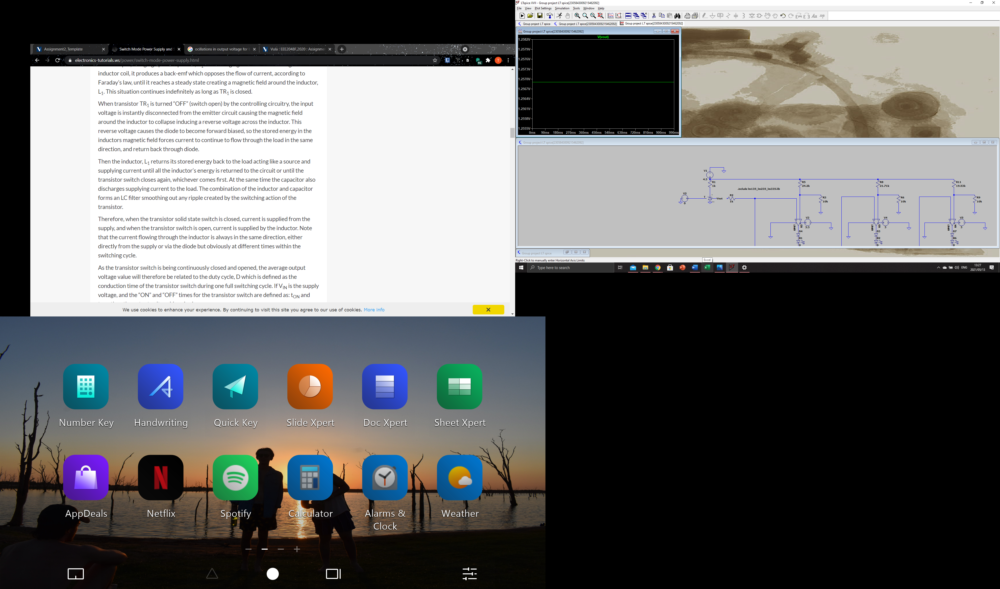 Assignment2_Template
Switch Mode Power Supply and S
ocillations in output voltage for b
Vula : EEE2048F,2020 : Assignme
electronics-tutorials.ws/power/switch-mode-power-supply.html
95
T
inductor coil, it produces a back-emf which opposes the flow of current, according to
Faraday’s law, until it reaches a steady state creating a magnetic field around the inductor,
L1. This situation continues indefinitely as long as TR1 is closed.
When transistor TR1 is turned “OFF” (switch open) by the controlling circuitry, the input
voltage is instantly disconnected from the emitter circuit causing the magnetic field
around the inductor to collapse inducing a reverse voltage across the inductor. This
reverse voltage causes the diode to become forward biased, so the stored energy in the
inductors magnetic field forces current to continue to flow through the load in the same
direction, and return back through diode.
Then the inductor, L1 returns its stored energy back to the load acting like a source and
supplying current until all the inductor’s energy is returned to the circuit or until the
transistor switch closes again, whichever comes first. At the same time the capacitor also
discharges supplying current to the load. The combination of the inductor and capacitor
forms an LC filter smoothing out any ripple created by the switching action of the
transistor.
Therefore, when the transistor solid state switch is closed, current is supplied from the
supply, and when the transistor switch is open, current is supplied by the inductor. Note
that the current flowing through the inductor is always in the same direction, either
directly from the supply or via the diode but obviously at different times within the
switching cycle.
As the transistor switch is being continuously closed and opened, the average output
voltage value will therefore be related to the duty cycle, D which is defined as the
conduction time of the transistor switch during one full switching cycle. If VIN is the supply
voltage, and the “ON” and “OFF” times for the transistor switch are defined as: tON and
We use cookies to enhance your experience. By continuing to visit this site you agree to our use of cookies. More info
LTspice XVII - Group project LT spice[2305843009215462092]
File View Plot Settings Simulation Tools Window Help
Group project LT spice
Group project LT spice[2305843009215462092]
Group project LT spice[2305843009215462092]
Group project LT spice[2305843009215462092]
V(vout)
1.2582V
1.2579V
1.2576V
1.2573V
1.2570V
1.2567V
1.2564V
1.2561V
1.2558V
1.2555V
0ms 90ms 180ms 270ms 360ms 450ms 540ms 630ms 720ms 810ms 900ms 990ms
Group project LT spice[2305843009215462092]
V1
4.3
R1
1k
V2
0
T
Vout
R2
1k
.include lm135_lm235_lm335.lib
R5
24.2k
R3
10k
V3
3.3
OP07
U2
D4
D1
D
R8
21.71k
R6
10k
V4
3
OP07
U3
D3
D2
D
R11
19.53k
R9
10k
V5
3
OP07
U4
D7
D6
D
Group project LT spice
Right-Click to manually enter Horizontal Axis Limits
Excel
Type here to search
ENG
13:27
2021/05/13
Number Key
Handwriting
Quick Key
Slide Xpert
Doc Xpert
Sheet Xpert
AppDeals
Netflix
Spotify
Calculator
Alarms &
Clock
Weather